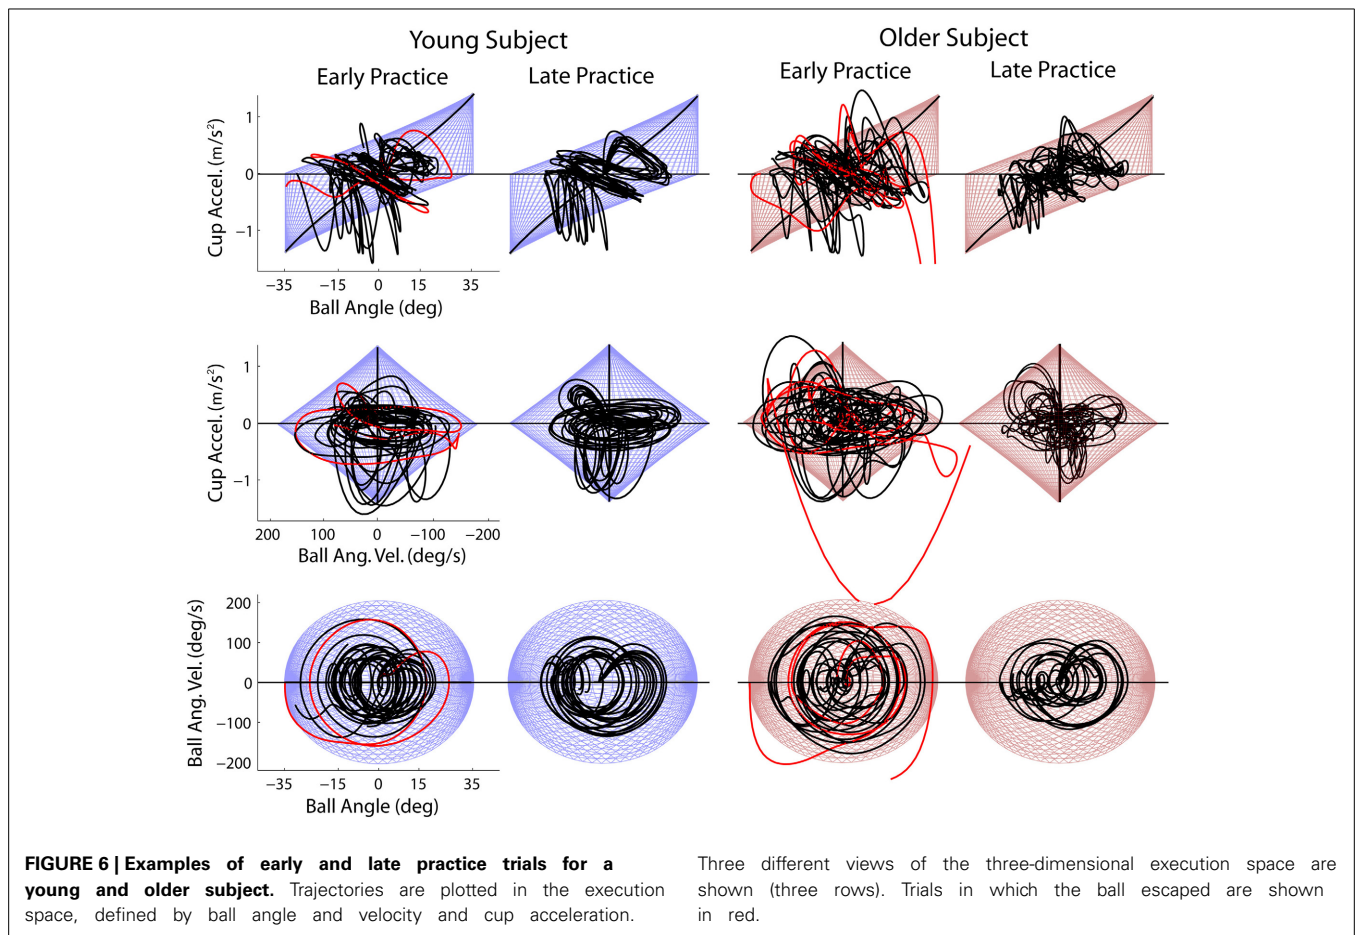 Young Subject
Older Subject
Early Practice
Late Practice
Early Practice
Late Practice
Cup Accel. (m/s²)
1
0
−1
−35 −15 0 15 35
Ball Angle (deg)
Cup Accel. (m/s²)
1
0
−1
200 100 0 −100 −200
Ball Ang. Vel. (deg/s)
Ball Ang. Vel. (deg/s)
200
100
0
−100
−200
−35 −15 0 15 35
Ball Angle (deg)
FIGURE 6 | Examples of early and late practice trials for a
young and older subject. Trajectories are plotted in the execution
space, defined by ball angle and velocity and cup acceleration.
Three different views of the three-dimensional execution space are
shown (three rows). Trials in which the ball escaped are shown
in red.